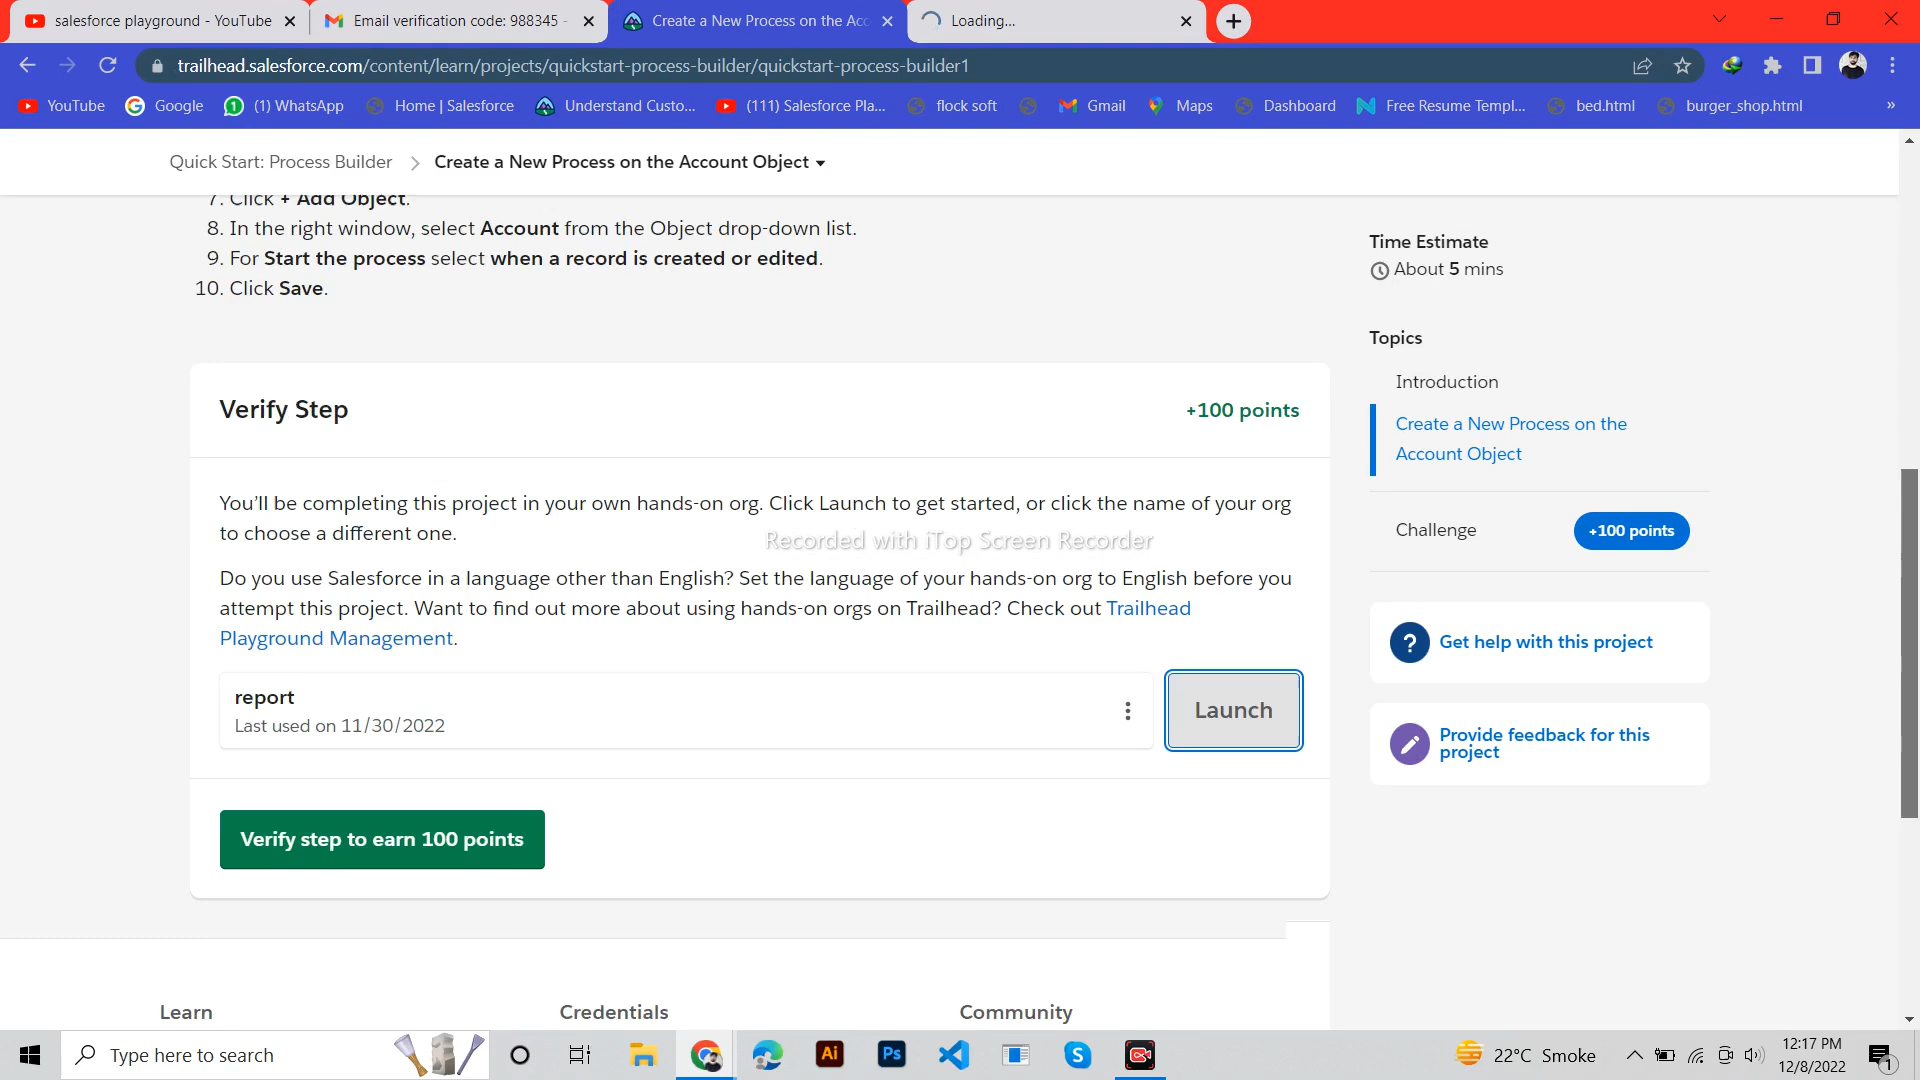 salesforce playground - YouTube
Email verification code: 988345 -
Create a New Process on the Acc
Loading...
trailhead.salesforce.com/content/learn/projects/quickstart-process-builder/quickstart-process-builder1
YouTube
Google
(1) WhatsApp
Home | Salesforce
Understand Custo...
(111) Salesforce Pla...
flock soft
Gmail
Maps
Dashboard
Free Resume Templ...
bed.html
burger_shop.html
»
Quick Start: Process Builder
Create a New Process on the Account Object
7. Click + Add Object.
8. In the right window, select Account from the Object drop-down list.
9. For Start the process select when a record is created or edited.
10. Click Save.
Time Estimate
About 5 mins
Topics
Introduction
Create a New Process on the
Account Object
Challenge
+100 points
Get help with this project
Provide feedback for this
project
Verify Step
+100 points
You'll be completing this project in your own hands-on org. Click Launch to get started, or click the name of your org
to choose a different one.
Recorded with iTop Screen Recorder
Do you use Salesforce in a language other than English? Set the language of your hands-on org to English before you
attempt this project. Want to find out more about using hands-on orgs on Trailhead? Check out Trailhead
Playground Management.
report
Last used on 11/30/2022
Launch
Verify step to earn 100 points
Learn
Credentials
Community
Type here to search
Ai
Ps
22°C Smoke
12:17 PM
12/8/2022
1